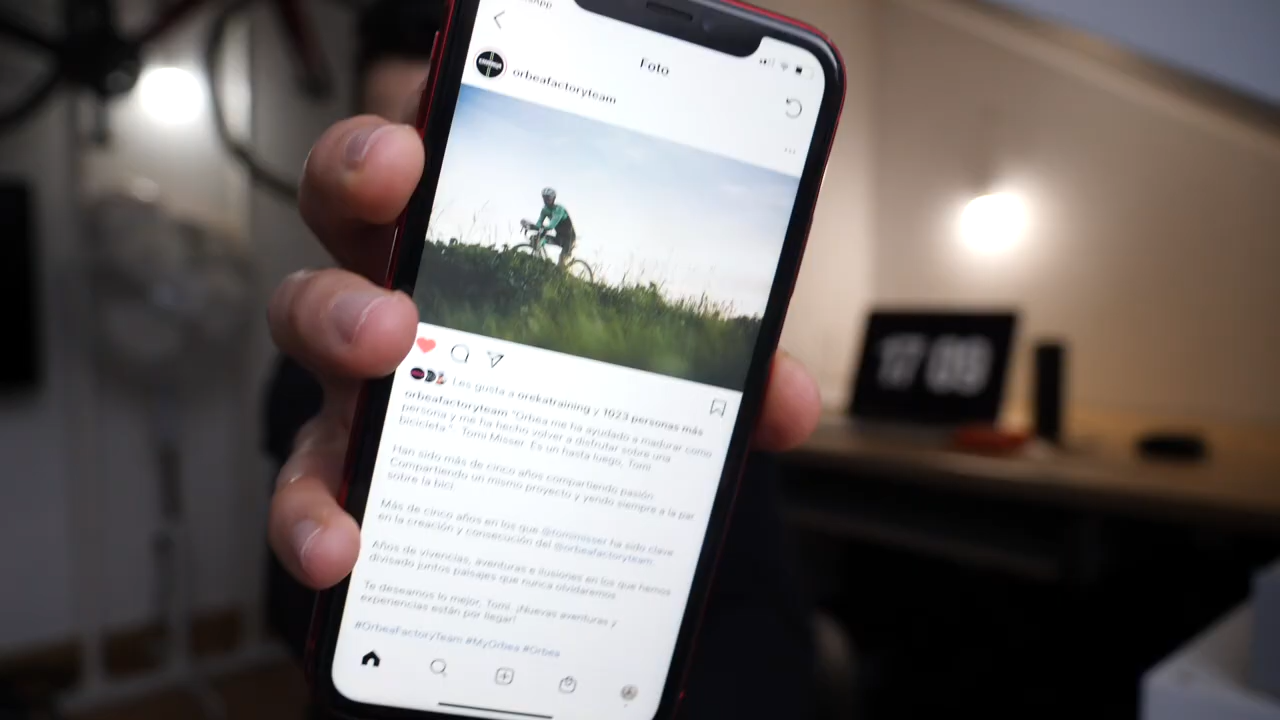 Foto
orbeafactoryteam
Les gusta a orekatraining y 1023 personas más
orbeafactoryteam "Orbea me ha ayudado a madurar como
persona y me ha hecho volver a disfrutar sobre una
bicicleta." Tomi Misser. Es un hasta luego, Tomi
Han sido más de cinco años compartiendo pasión
Compartiendo un mismo proyecto y yendo siempre a la par
sobre la bici.
Más de cinco años en los que @tomimisser ha sido clave
en la creación y consecución del @orbeafactoryteam.
Años de vivencias, aventuras e ilusiones en los que hemos
divisado juntos paisajes que nunca olvidaremos
Te deseamos lo mejor, Tomi. ¡Nuevas aventuras y
experiencias están por llegar!
#OrbeaFactoryTeam #MyOrbea #Orbea
17 09